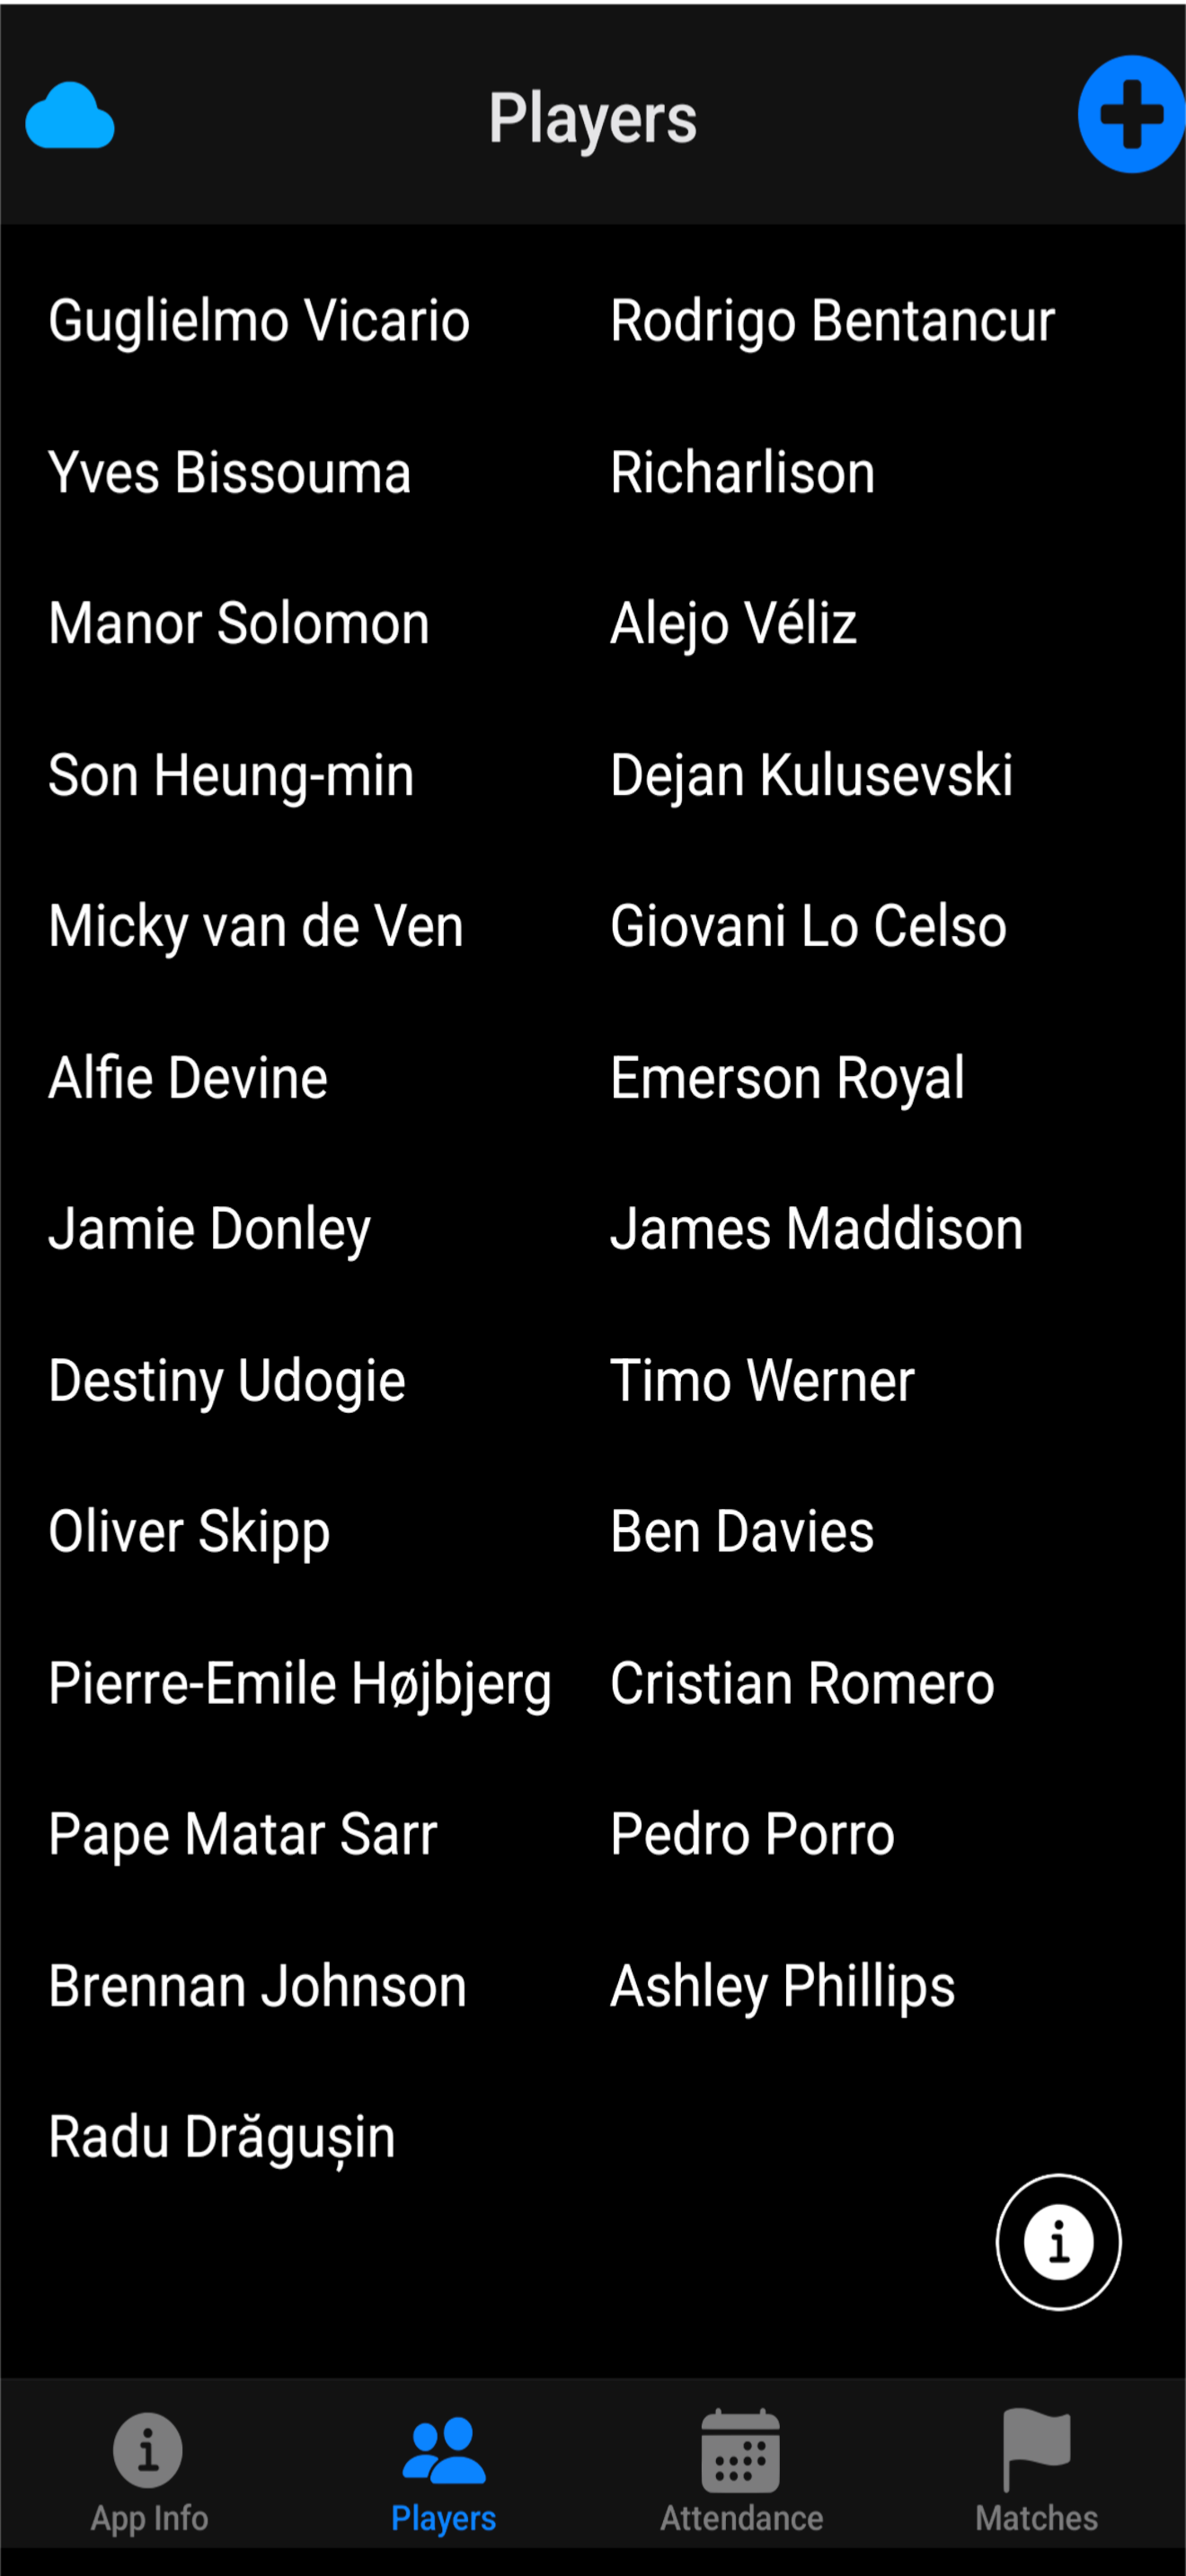 Players
Guglielmo Vicario
Rodrigo Bentancur
Yves Bissouma
Richarlison
Manor Solomon
Alejo Véliz
Son Heung-min
Dejan Kulusevski
Micky van de Ven
Giovani Lo Celso
Alfie Devine
Emerson Royal
Jamie Donley
James Maddison
Destiny Udogie
Timo Werner
Oliver Skipp
Ben Davies
Pierre-Emile Højbjerg
Cristian Romero
Pape Matar Sarr
Pedro Porro
Brennan Johnson
Ashley Phillips
Radu Drăgușin
App Info
Players
Attendance
Matches